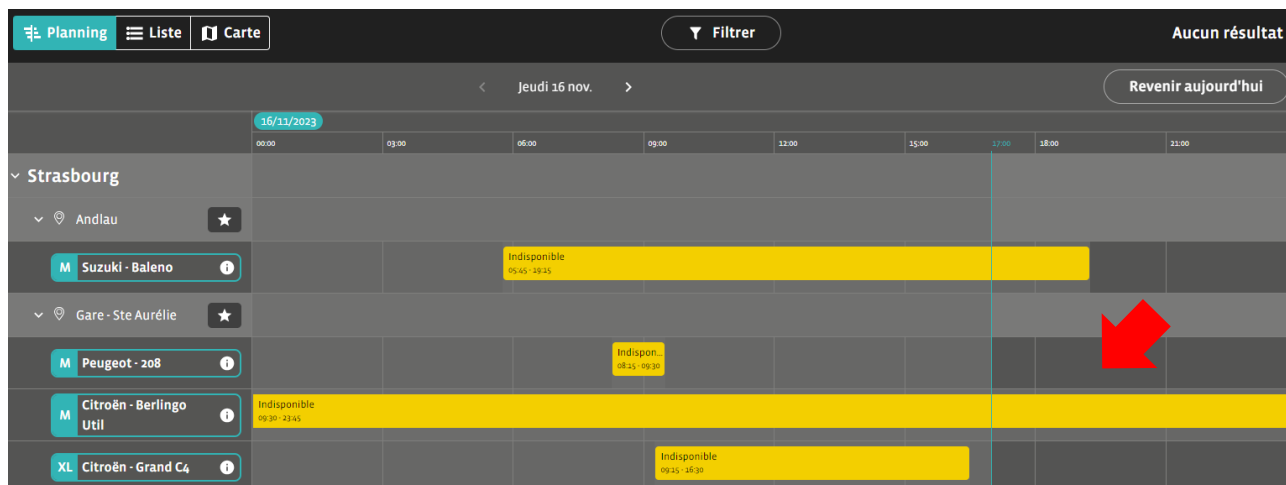 Planning Liste Carte Filtrer Aucun résultat
Jeudi 16 nov. Revenir aujourd'hui
16/11/2023
00:00 03:00 06:00 09:00 12:00 15:00 17:00 18:00 21:00
Strasbourg
Andlau
M Suzuki - Baleno
Indisponible
05:45 - 19:15
Gare - Ste Aurélie
M Peugeot - 208
Indispon...
08:15 - 09:30
M Citroën - Berlingo
Util
Indisponible
09:30 - 23:45
XL Citroën - Grand C4
Indisponible
09:15 - 16:30